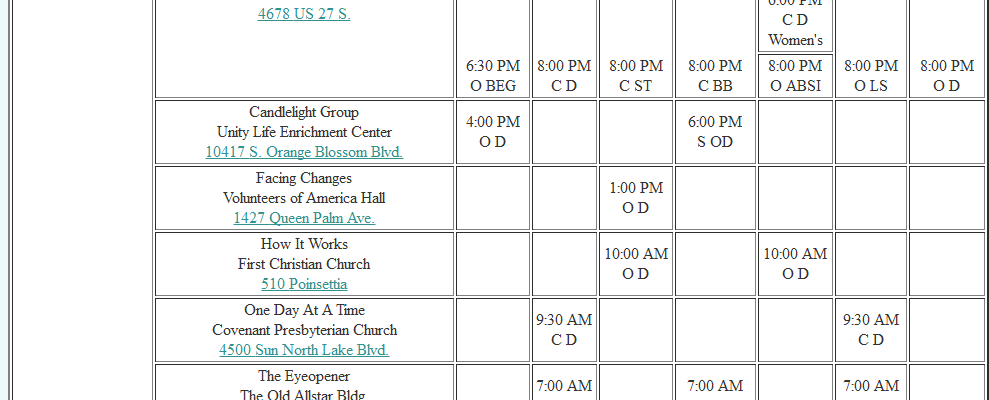 4678 US 27 S.
6:00 PM
C D
Women's
6:30 PM
O BEG
8:00 PM
C D
8:00 PM
C ST
8:00 PM
C BB
8:00 PM
O ABSI
8:00 PM
O LS
8:00 PM
O D
Candlelight Group
Unity Life Enrichment Center
10417 S. Orange Blossom Blvd.
4:00 PM
O D
6:00 PM
S OD
Facing Changes
Volunteers of America Hall
1427 Queen Palm Ave.
1:00 PM
O D
How It Works
First Christian Church
510 Poinsettia
10:00 AM
O D
10:00 AM
O D
One Day At A Time
Covenant Presbyterian Church
4500 Sun North Lake Blvd.
9:30 AM
C D
9:30 AM
C D
The Eyeopener
The Old Allstar Bldg
7:00 AM
7:00 AM
7:00 AM